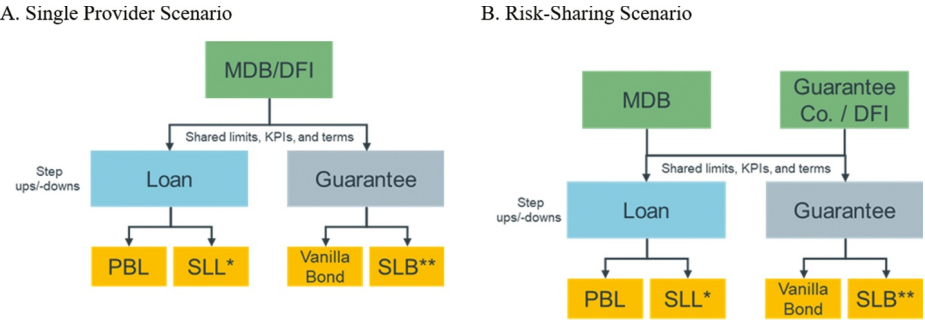 A. Single Provider Scenario
MDB/DFI
Shared limits, KPIs, and terms
Step
ups/-downs
Loan
Guarantee
PBL
SLL*
Vanilla
Bond
SLB**
B. Risk-Sharing Scenario
MDB
Guarantee
Co. / DFI
Shared limits, KPIs, and terms
Step
ups/-downs
Loan
Guarantee
PBL
SLL*
Vanilla
Bond
SLB**